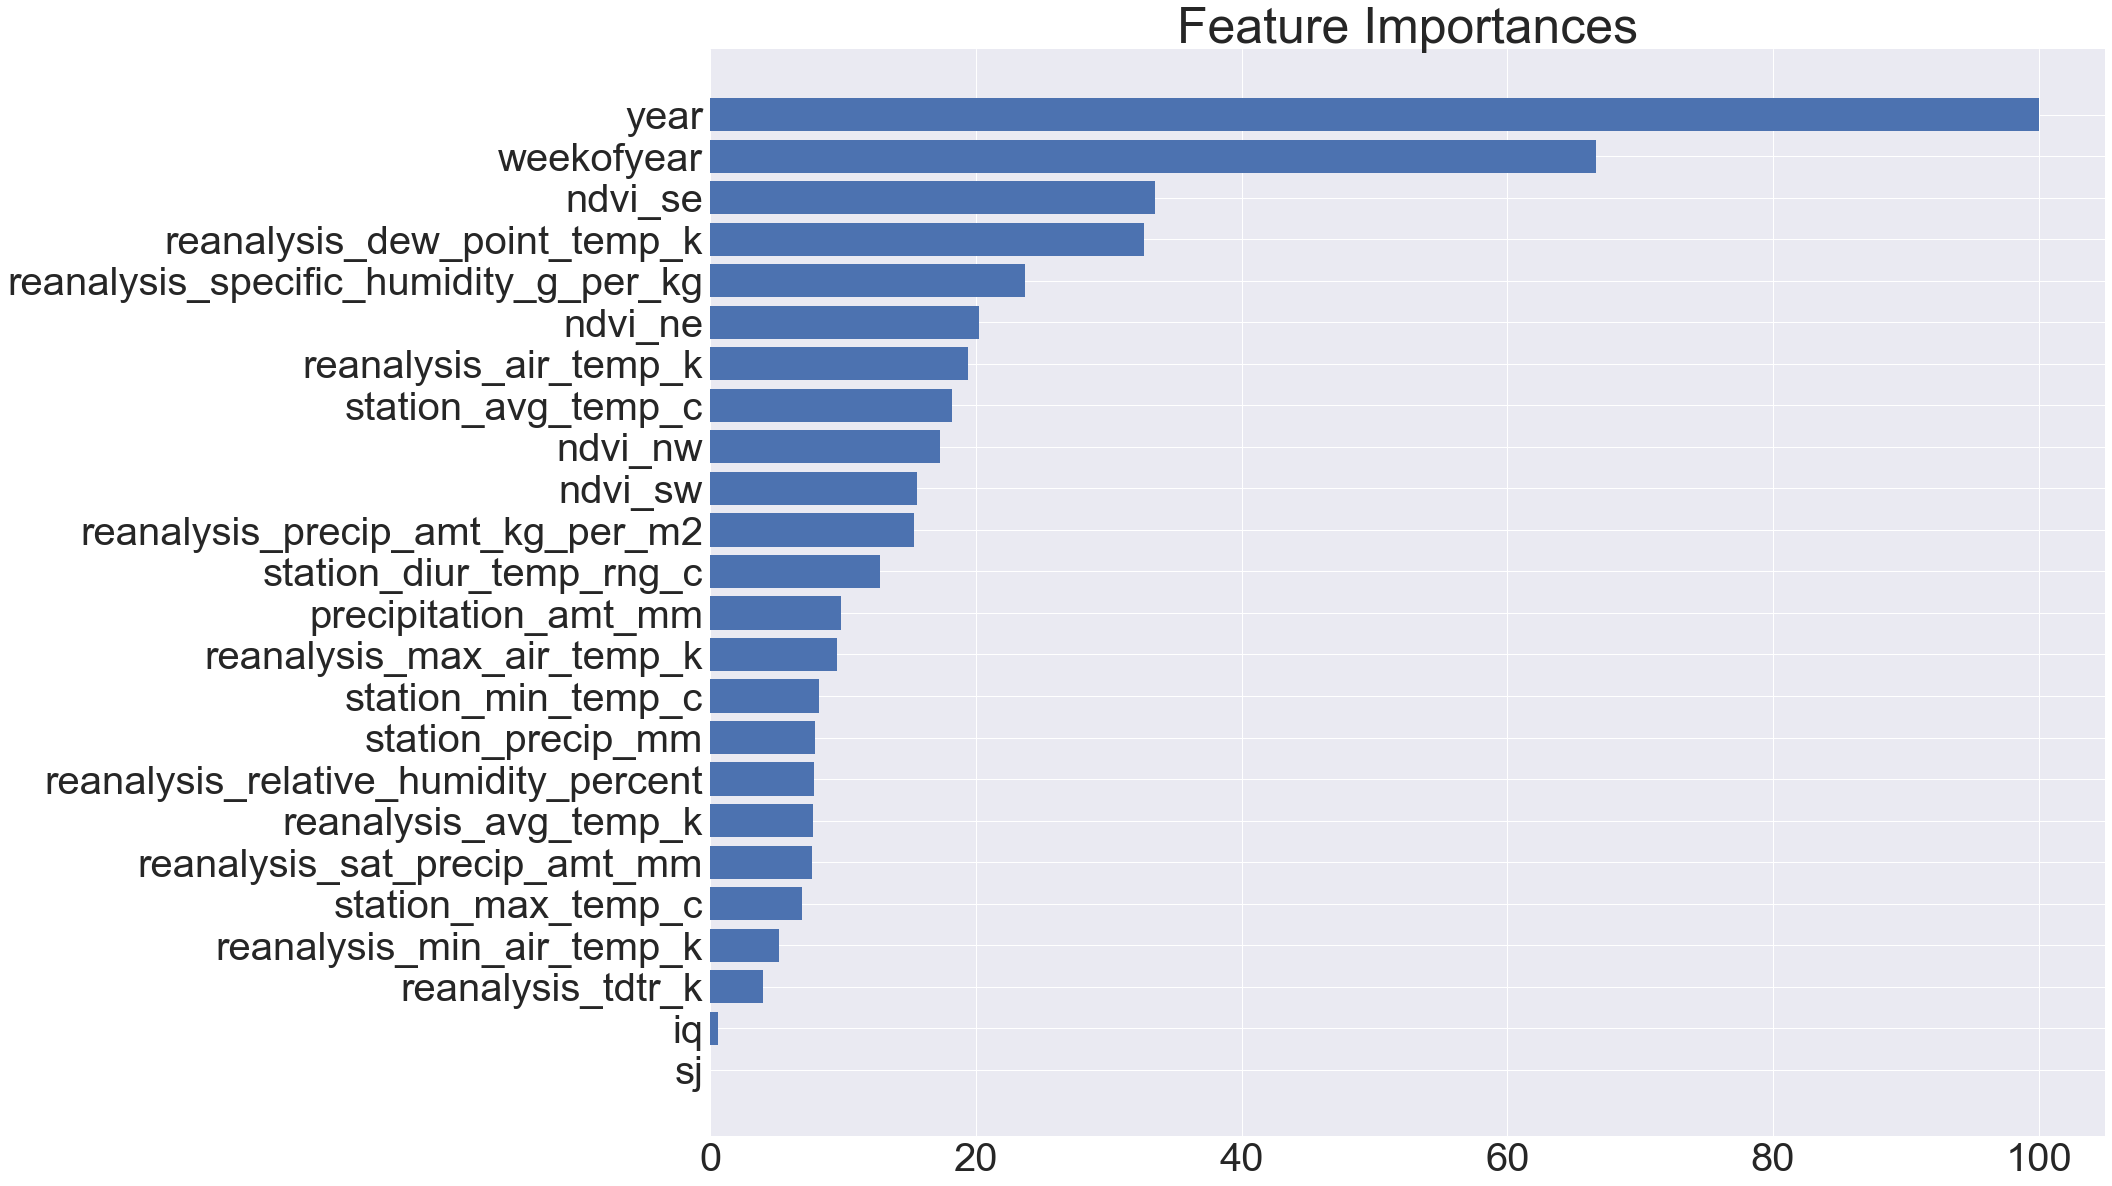 Feature Importances
year
weekofyear
ndvi_se
reanalysis_dew_point_temp_k
reanalysis_specific_humidity_g_per_kg
ndvi_ne
reanalysis_air_temp_k
station_avg_temp_c
ndvi_nw
ndvi_sw
reanalysis_precip_amt_kg_per_m2
station_diur_temp_rng_c
precipitation_amt_mm
reanalysis_max_air_temp_k
station_min_temp_c
station_precip_mm
reanalysis_relative_humidity_percent
reanalysis_avg_temp_k
reanalysis_sat_precip_amt_mm
station_max_temp_c
reanalysis_min_air_temp_k
reanalysis_tdtr_k
iq
sj
0 20 40 60 80 100